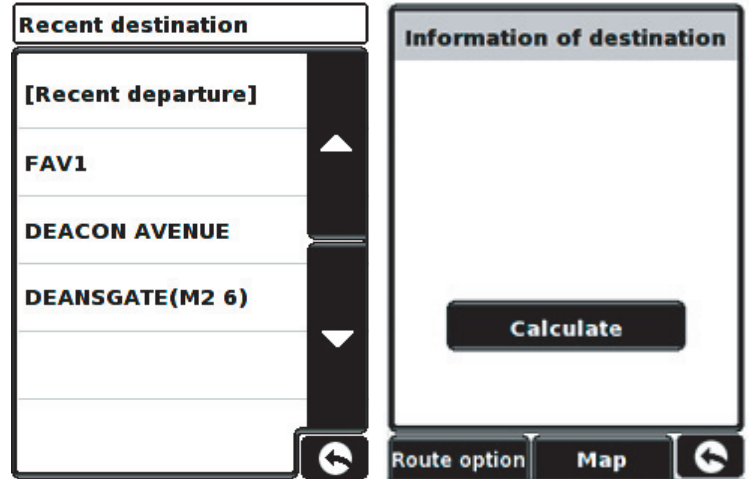 Recent destination
[Recent departure]
FAV1
DEACON AVENUE
DEANSGATE(M2 6)
Information of destination
Calculate
Route option
Map